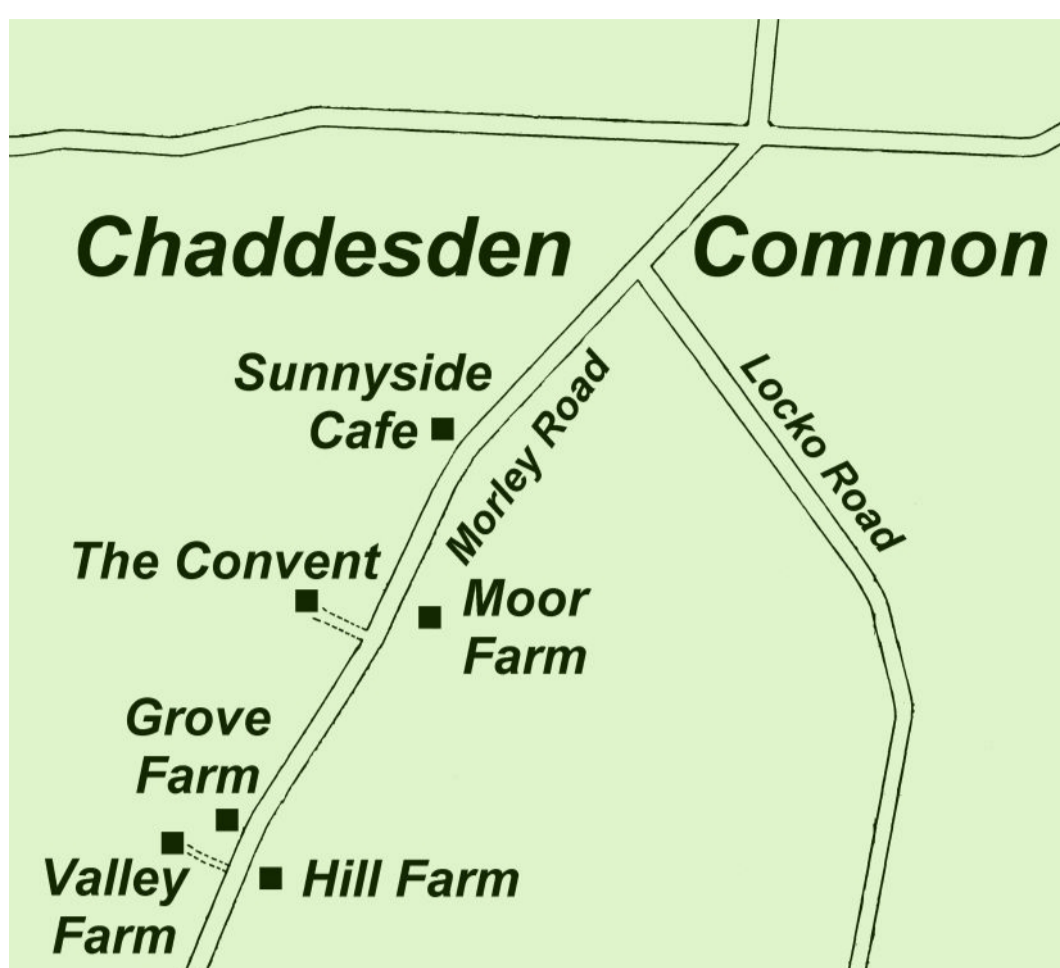 Chaddesden Common
Sunnyside
Cafe
Morley Road
Locko Road
The Convent
Moor
Farm
Grove
Farm
Valley
Farm
Hill Farm